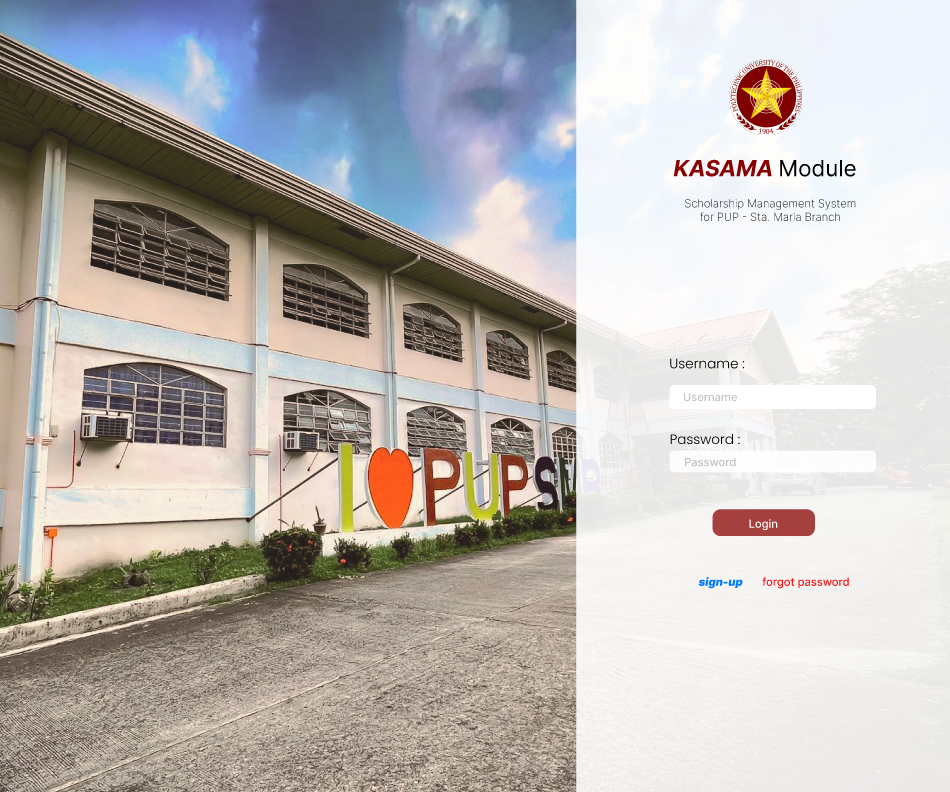 I PUPSMB
POLYTECHNIC UNIVERSITY OF THE PHILIPPINES
1904
KASAMA Module
Scholarship Management System
for PUP - Sta. Maria Branch
Username :
Username
Password :
Password
Login
sign-up forgot password